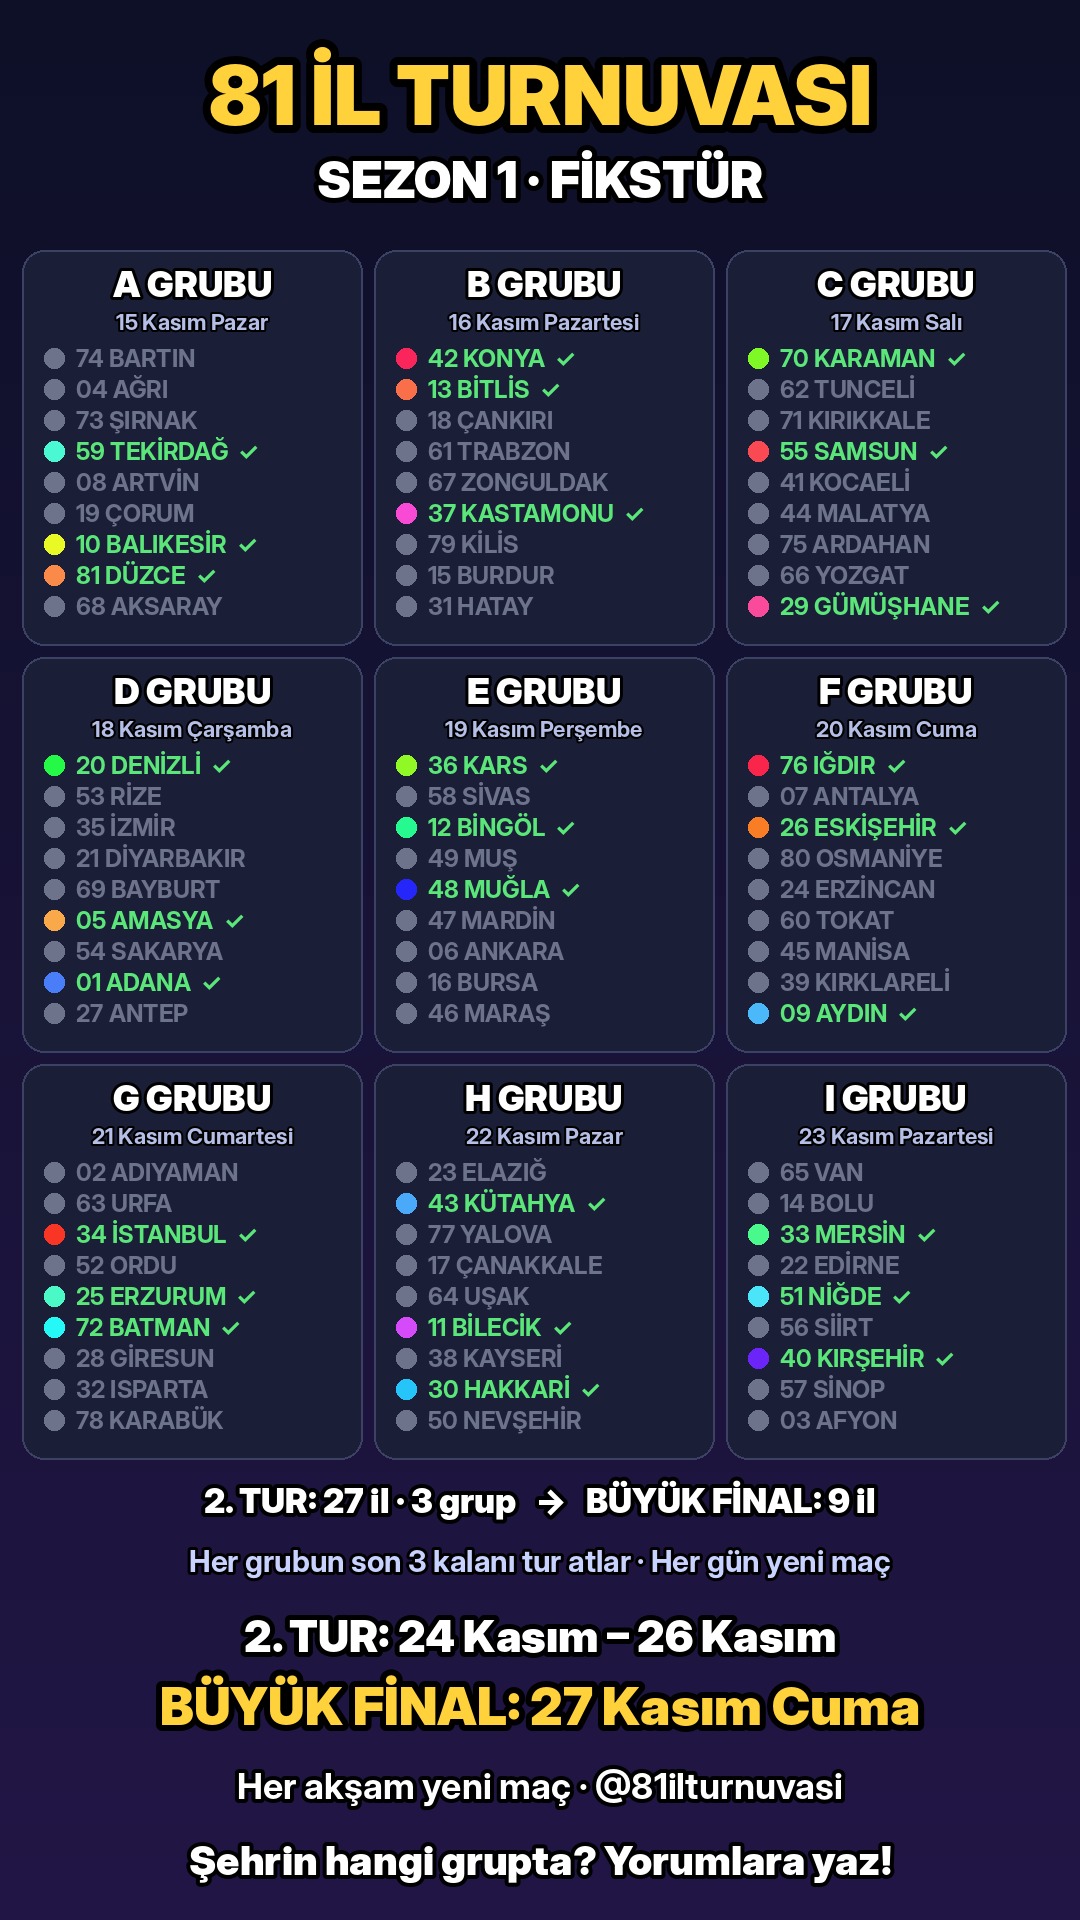 81 İL TURNUVASI
SEZON 1 · FİKSTÜR
A GRUBU
15 Kasım Pazar
74 BARTIN
04 AĞRI
73 ŞIRNAK
59 TEKİRDAĞ ✓
08 ARTVİN
19 ÇORUM
10 BALIKESİR ✓
81 DÜZCE ✓
68 AKSARAY
B GRUBU
16 Kasım Pazartesi
42 KONYA ✓
13 BİTLİS ✓
18 ÇANKIRI
61 TRABZON
67 ZONGULDAK
37 KASTAMONU ✓
79 KİLİS
15 BURDUR
31 HATAY
C GRUBU
17 Kasım Salı
70 KARAMAN ✓
62 TUNCELİ
71 KIRIKKALE
55 SAMSUN ✓
41 KOCAELİ
44 MALATYA
75 ARDAHAN
66 YOZGAT
29 GÜMÜŞHANE ✓
D GRUBU
18 Kasım Çarşamba
20 DENİZLİ ✓
53 RİZE
35 İZMİR
21 DİYARBAKIR
69 BAYBURT
05 AMASYA ✓
54 SAKARYA
01 ADANA ✓
27 ANTEP
E GRUBU
19 Kasım Perşembe
36 KARS ✓
58 SİVAS
12 BİNGÖL ✓
49 MUŞ
48 MUĞLA ✓
47 MARDİN
06 ANKARA
16 BURSA
46 MARAŞ
F GRUBU
20 Kasım Cuma
76 IĞDIR ✓
07 ANTALYA
26 ESKİŞEHİR ✓
80 OSMANİYE
24 ERZİNCAN
60 TOKAT
45 MANİSA
39 KIRKLARELİ
09 AYDIN ✓
G GRUBU
21 Kasım Cumartesi
02 ADIYAMAN
63 URFA
34 İSTANBUL ✓
52 ORDU
25 ERZURUM ✓
72 BATMAN ✓
28 GİRESUN
32 ISPARTA
78 KARABÜK
H GRUBU
22 Kasım Pazar
23 ELAZIĞ
43 KÜTAHYA ✓
77 YALOVA
17 ÇANAKKALE
64 UŞAK
11 BİLECİK ✓
38 KAYSERİ
30 HAKKARİ ✓
50 NEVŞEHİR
I GRUBU
23 Kasım Pazartesi
65 VAN
14 BOLU
33 MERSİN ✓
22 EDİRNE
51 NİĞDE ✓
56 SİİRT
40 KIRŞEHİR ✓
57 SİNOP
03 AFYON
2. TUR: 27 il · 3 grup → BÜYÜK FİNAL: 9 il
Her grubun son 3 kalanı tur atlar · Her gün yeni maç
2. TUR: 24 Kasım – 26 Kasım
BÜYÜK FİNAL: 27 Kasım Cuma
Her akşam yeni maç · @81ilturnuvasi
Şehrin hangi grupta? Yorumlara yaz!